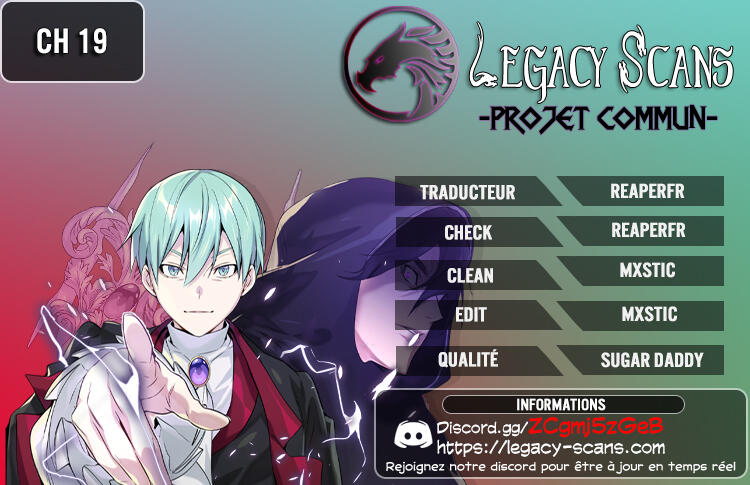 CH 19
LEGACY SCANS
-PROJET COMMUN-
TRADUCTEUR REAPERFR
CHECK REAPERFR
CLEAN MXSTIC
EDIT MXSTIC
QUALITÉ SUGAR DADDY
INFORMATIONS
Discord.gg/ZCgmj5zGeB
https://legacy-scans.com
Rejoignez notre discord pour être à jour en temps réel